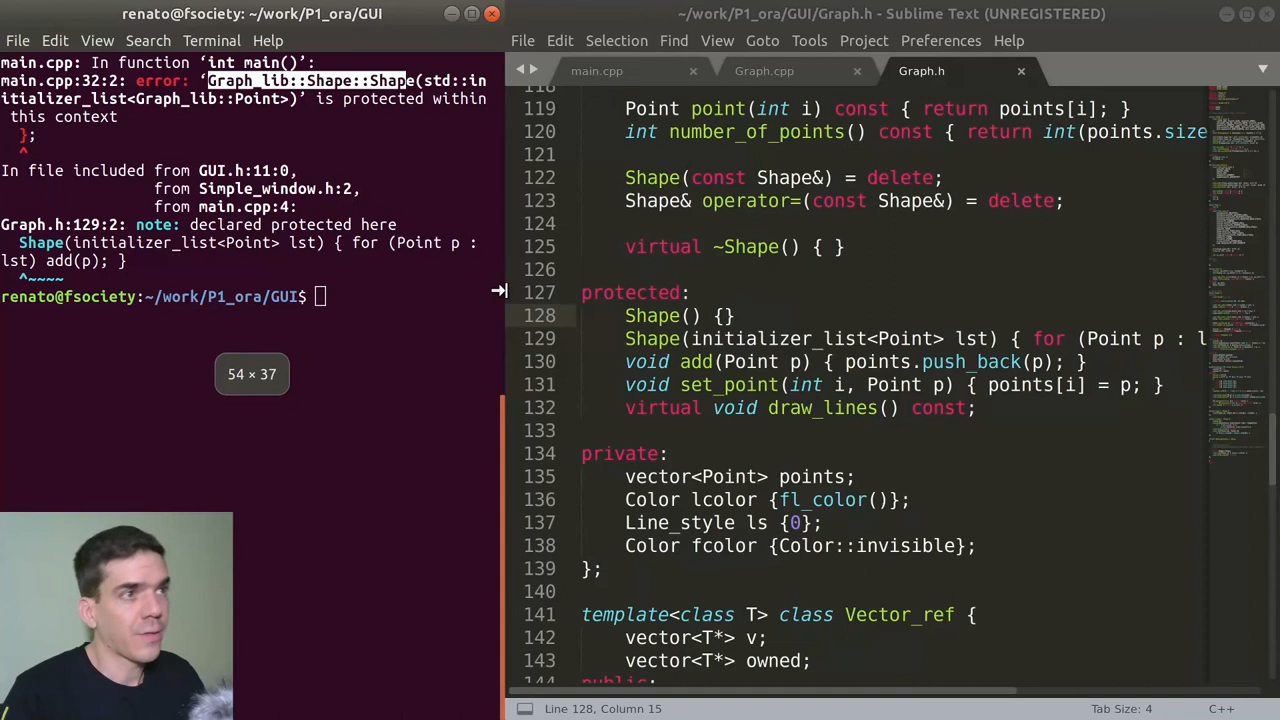 renato@fsociety: ~/work/P1_ora/GUI
File Edit View Search Terminal Help
main.cpp: In function ‘int main()’:
main.cpp:32:2: error: ‘Graph_lib::Shape::Shape(std::in
itializer_list<Graph_lib::Point>)’ is protected within
this context
};
^
In file included from GUI.h:11:0,
from Simple_window.h:2,
from main.cpp:4:
Graph.h:129:2: note: declared protected here
Shape(initializer_list<Point> lst) { for (Point p :
lst) add(p); }
^~~~~
renato@fsociety:~/work/P1_ora/GUI$
54 × 37
~/work/P1_ora/GUI/Graph.h - Sublime Text (UNREGISTERED)
File Edit Selection Find View Goto Tools Project Preferences Help
main.cpp Graph.cpp Graph.h
118
119 Point point(int i) const { return points[i]; }
120 int number_of_points() const { return int(points.size
121
122 Shape(const Shape&) = delete;
123 Shape& operator=(const Shape&) = delete;
124
125 virtual ~Shape() { }
126
127 protected:
128 Shape() {}
129 Shape(initializer_list<Point> lst) { for (Point p : l
130 void add(Point p) { points.push_back(p); }
131 void set_point(int i, Point p) { points[i] = p; }
132 virtual void draw_lines() const;
133
134 private:
135 vector<Point> points;
136 Color lcolor {fl_color()};
137 Line_style ls {0};
138 Color fcolor {Color::invisible};
139 };
140
141 template<class T> class Vector_ref {
142 vector<T*> v;
143 vector<T*> owned;
144 public:
Line 128, Column 15 Tab Size: 4 C++